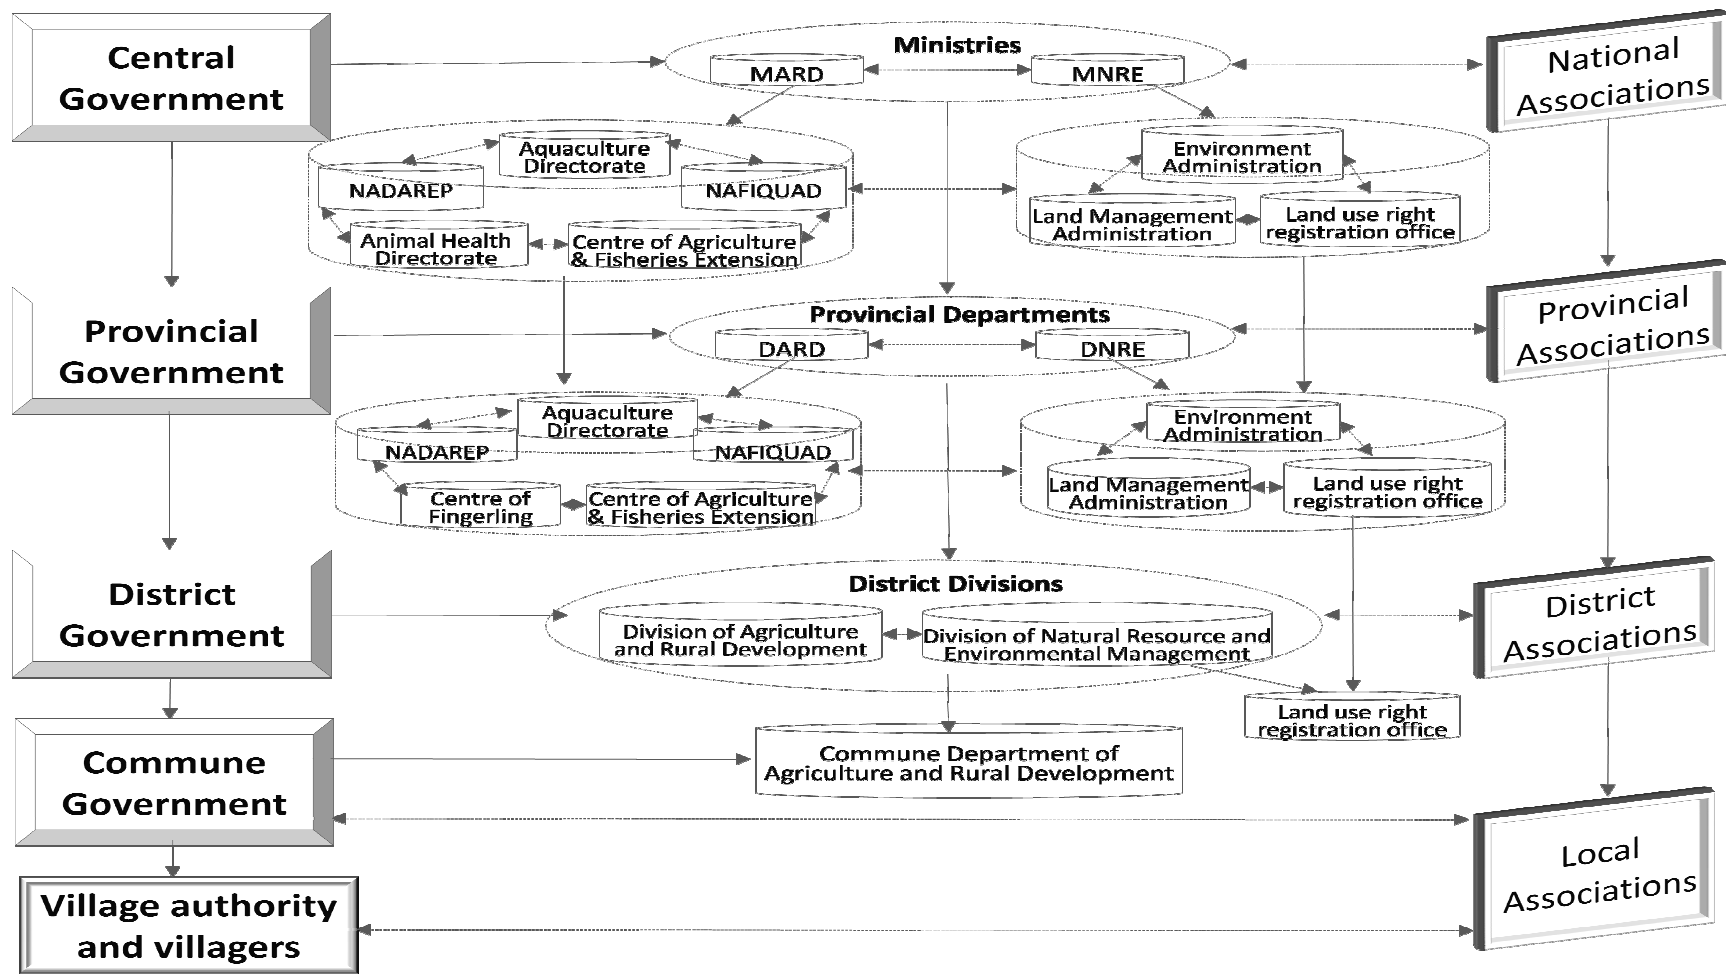 Central
Government
Ministries
MARD
MNRE
National
Associations
Aquaculture
Directorate
NADAREP
NAFIQUAD
Animal Health
Directorate
Centre of Agriculture
& Fisheries Extension
Environment
Administration
Land Management
Administration
Land use right
registration office
Provincial
Government
Provincial Departments
DARD
DNRE
Provincial
Associations
Aquaculture
Directorate
NADAREP
NAFIQUAD
Centre of
Fingerling
Centre of Agriculture
& Fisheries Extension
Environment
Administration
Land Management
Administration
Land use right
registration office
District
Government
District Divisions
Division of Agriculture
and Rural Development
Division of Natural Resource and
Environmental Management
District
Associations
Land use right
registration office
Commune
Government
Commune Department of
Agriculture and Rural Development
Local
Associations
Village authority
and villagers